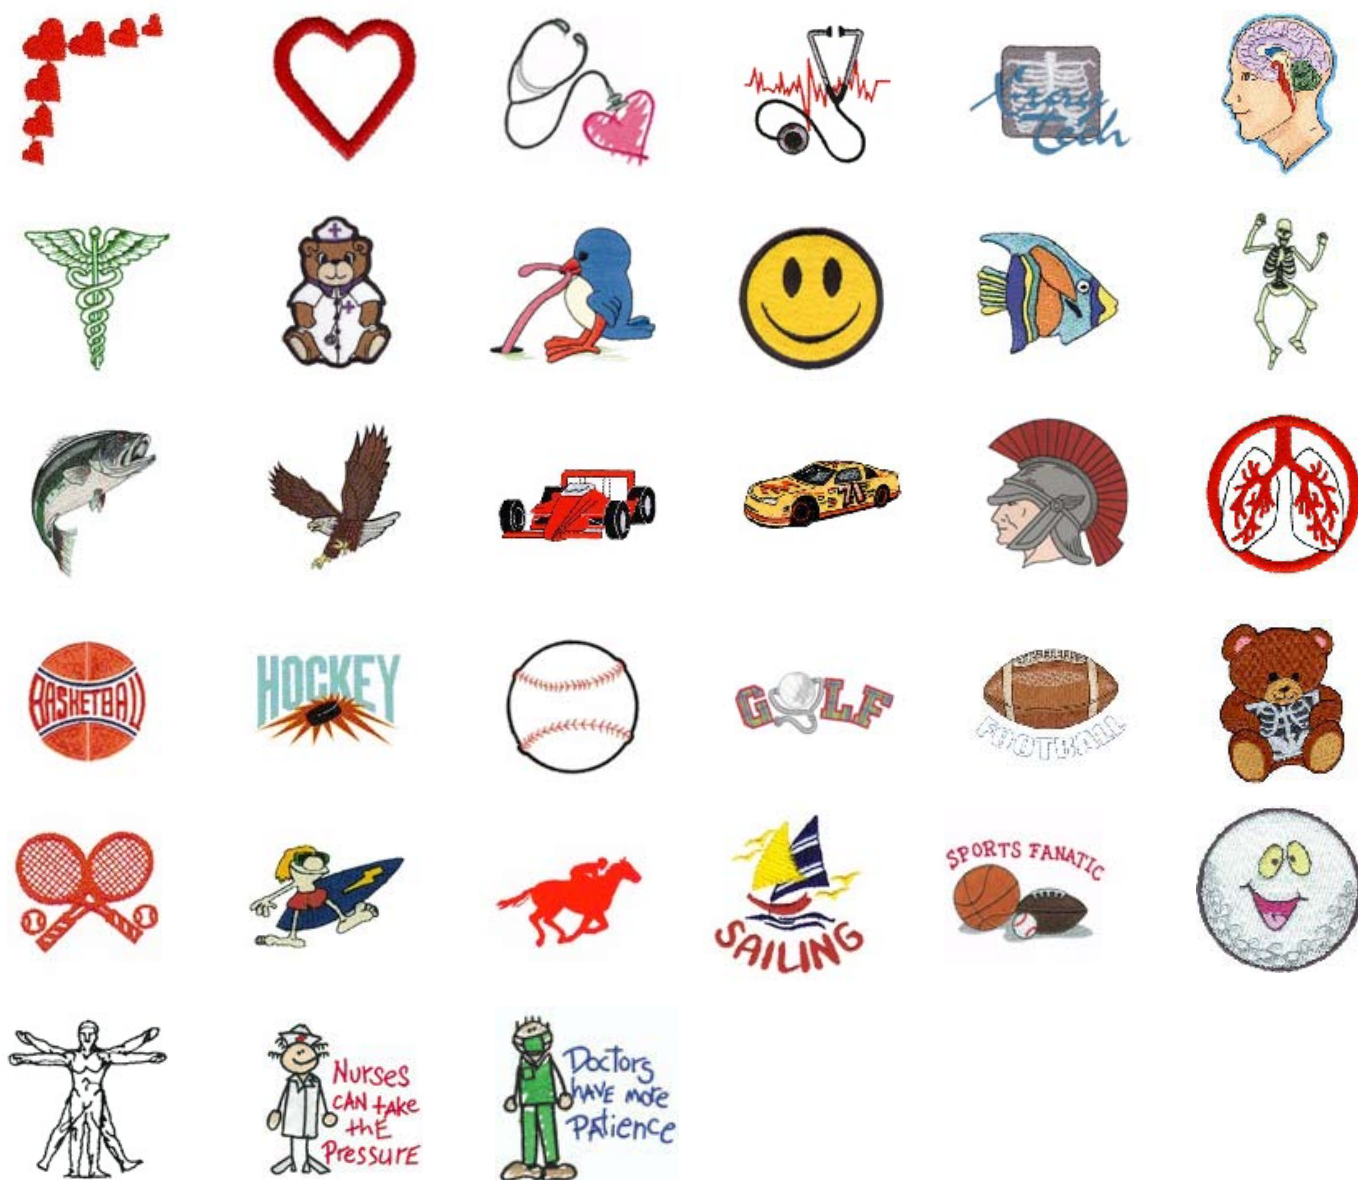 X-ray
Tech
BASKETBALL
HOCKEY
GOLF
FOOTBALL
SAILING
SPORTS FANATIC
Nurses
CAN tAke
thE
Pressure
Doctors
HAVE more
PAtience